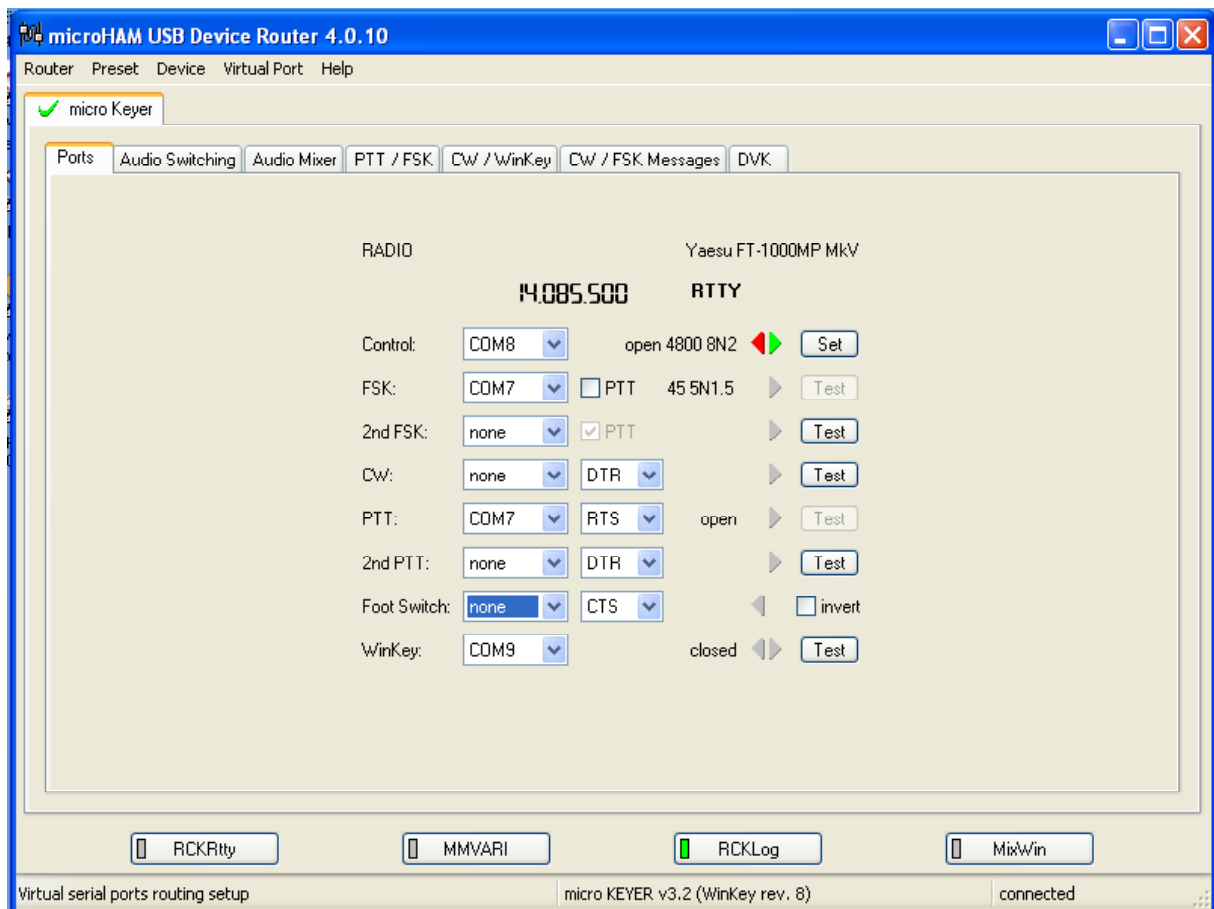 microHAM USB Device Router 4.0.10
Router Preset Device Virtual Port Help
micro Keyer
Ports Audio Switching Audio Mixer PTT / FSK CW / WinKey CW / FSK Messages DVK
RADIO Yaesu FT-1000MP MkV
14.085.500 RTTY
Control: COM8 open 4800 8N2 Set
FSK: COM7 PTT 45 5N1.5 Test
2nd FSK: none PTT Test
CW: none DTR Test
PTT: COM7 RTS open Test
2nd PTT: none DTR Test
Foot Switch: none CTS invert
WinKey: COM9 closed Test
RCKRtty MMVARI RCKLog MixWin
Virtual serial ports routing setup micro KEYER v3.2 (WinKey rev. 8) connected